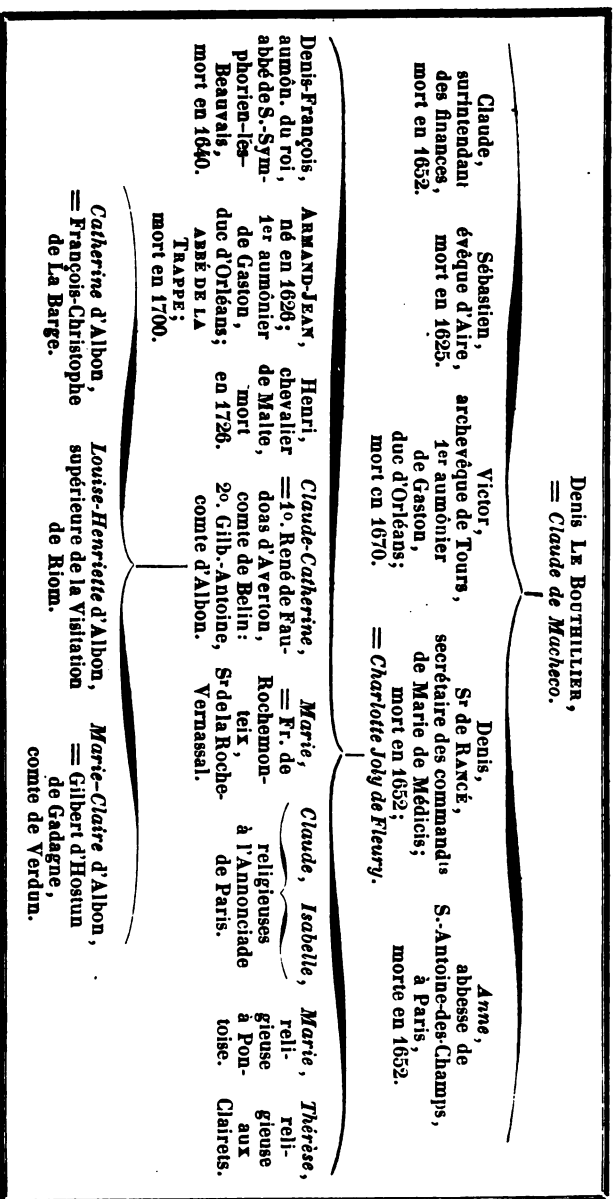 Denis LE BOUTHILLIER,
= Claude de Macheco.
Claude,
surintendant
des finances,
mort en 1652.
Sébastien,
évêque d'Aire,
mort en 1625.
Victor,
archevêque de Tours,
1er aumônier
de Gaston,
duc d'Orléans;
mort en 1670.
Denis,
Sr de RANCÉ,
secrétaire des commandts
de Marie de Médicis;
mort en 1652;
= Charlotte Joly de Fleury.
Anne,
abbesse de
S.-Antoine-des-Champs,
à Paris,
morte en 1652.
Denis-François,
aumôn. du roi,
abbé de S.-Sym-
phorien-lès-
Beauvais,
mort en 1640.
ARMAND-JEAN,
né en 1626;
1er aumônier
de Gaston,
duc d'Orléans;
ABBÉ DE LA
TRAPPE;
mort en 1700.
Henri,
chevalier
de Malte,
mort
en 1726.
Claude-Catherine,
= 1o. René de Fau-
doas d'Averton,
comte de Belin:
2o. Gilb.-Antoine,
comte d'Albon.
Marie,
= Fr. de
Rochemon-
teix,
Sr de la Roche-
Vernassal.
Claude, Isabelle,
religieuses
à l'Annonciade
de Paris.
Marie,
reli-
gieuse
à Pon-
toise.
Thérèse,
reli-
gieuse
aux
Clairets.
Catherine d'Albon,
= François-Christophe
de La Barge.
Louise-Henriette d'Albon,
supérieure de la Visitation
de Riom.
Marie-Claire d'Albon,
= Gilbert d'Hostun
de Gadagne,
comte de Verdun.